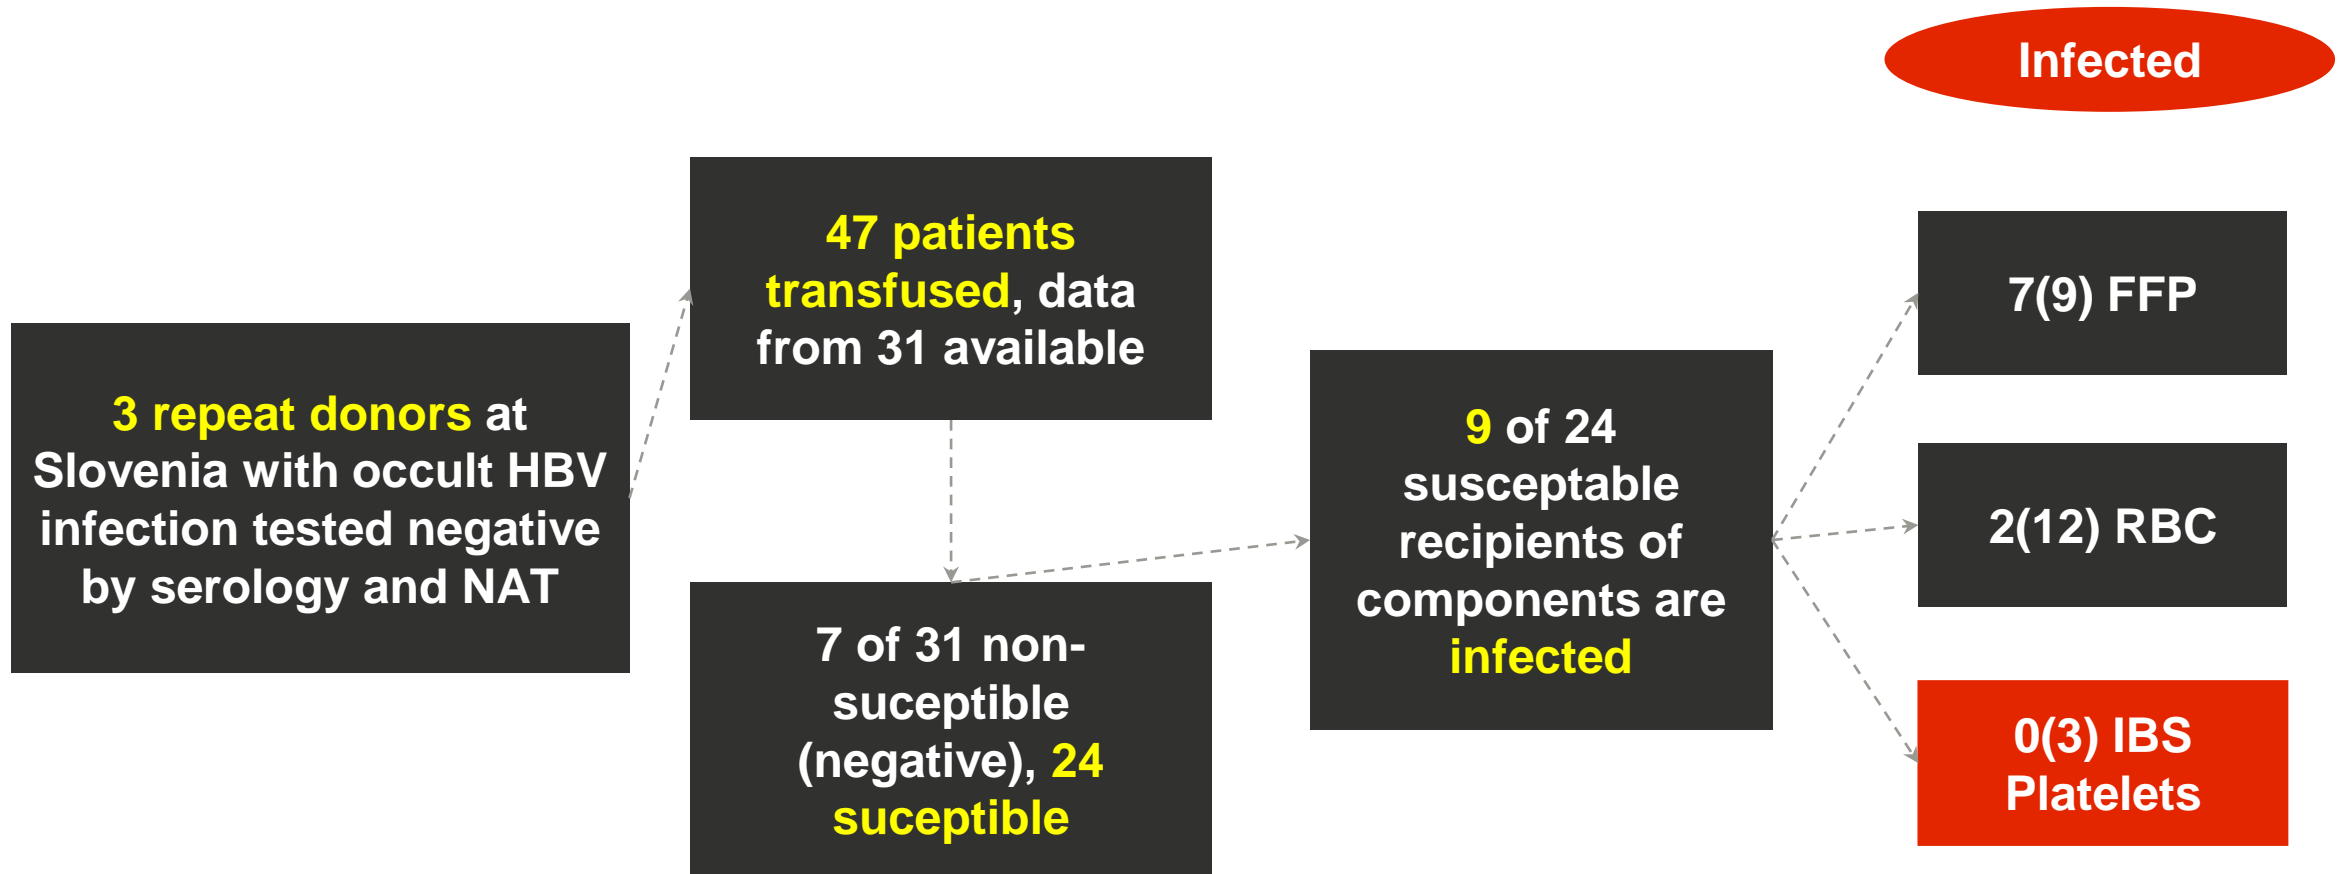 Infected
3 repeat donors at
Slovenia with occult HBV
infection tested negative
by serology and NAT
47 patients
transfused, data
from 31 available
7 of 31 non-
suceptible
(negative), 24
suceptible
9 of 24
susceptable
recipients of
components are
infected
7(9) FFP
2(12) RBC
0(3) IBS
Platelets